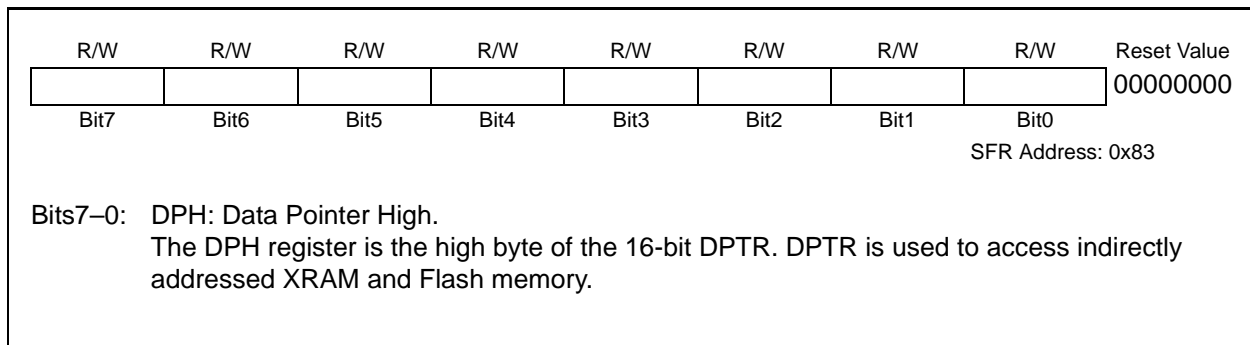 R/W R/W R/W R/W R/W R/W R/W R/W Reset Value
00000000
Bit7 Bit6 Bit5 Bit4 Bit3 Bit2 Bit1 Bit0
SFR Address: 0x83
Bits7–0: DPH: Data Pointer High.
The DPH register is the high byte of the 16-bit DPTR. DPTR is used to access indirectly
addressed XRAM and Flash memory.